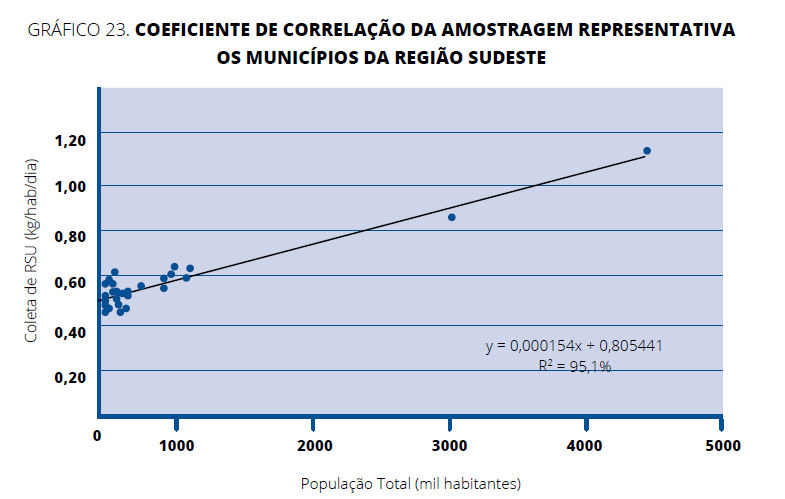 GRÁFICO 23. COEFICIENTE DE CORRELAÇÃO DA AMOSTRAGEM REPRESENTATIVA
OS MUNICÍPIOS DA REGIÃO SUDESTE
Coleta de RSU (kg/hab/dia)
1,20
1,00
0,80
0,60
0,40
0,20
y = 0,000154x + 0,805441
R² = 95,1%
0 1000 2000 3000 4000 5000
População Total (mil habitantes)